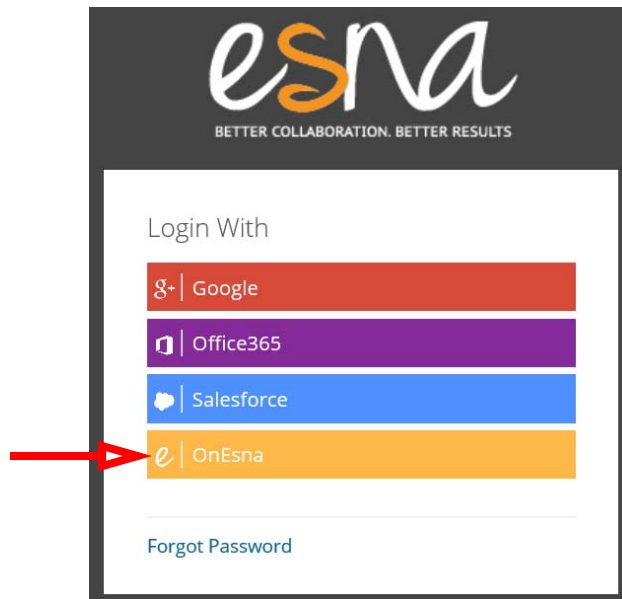 esna
BETTER COLLABORATION. BETTER RESULTS
Login With
g+ Google
Office365
Salesforce
e OnEsna
Forgot Password